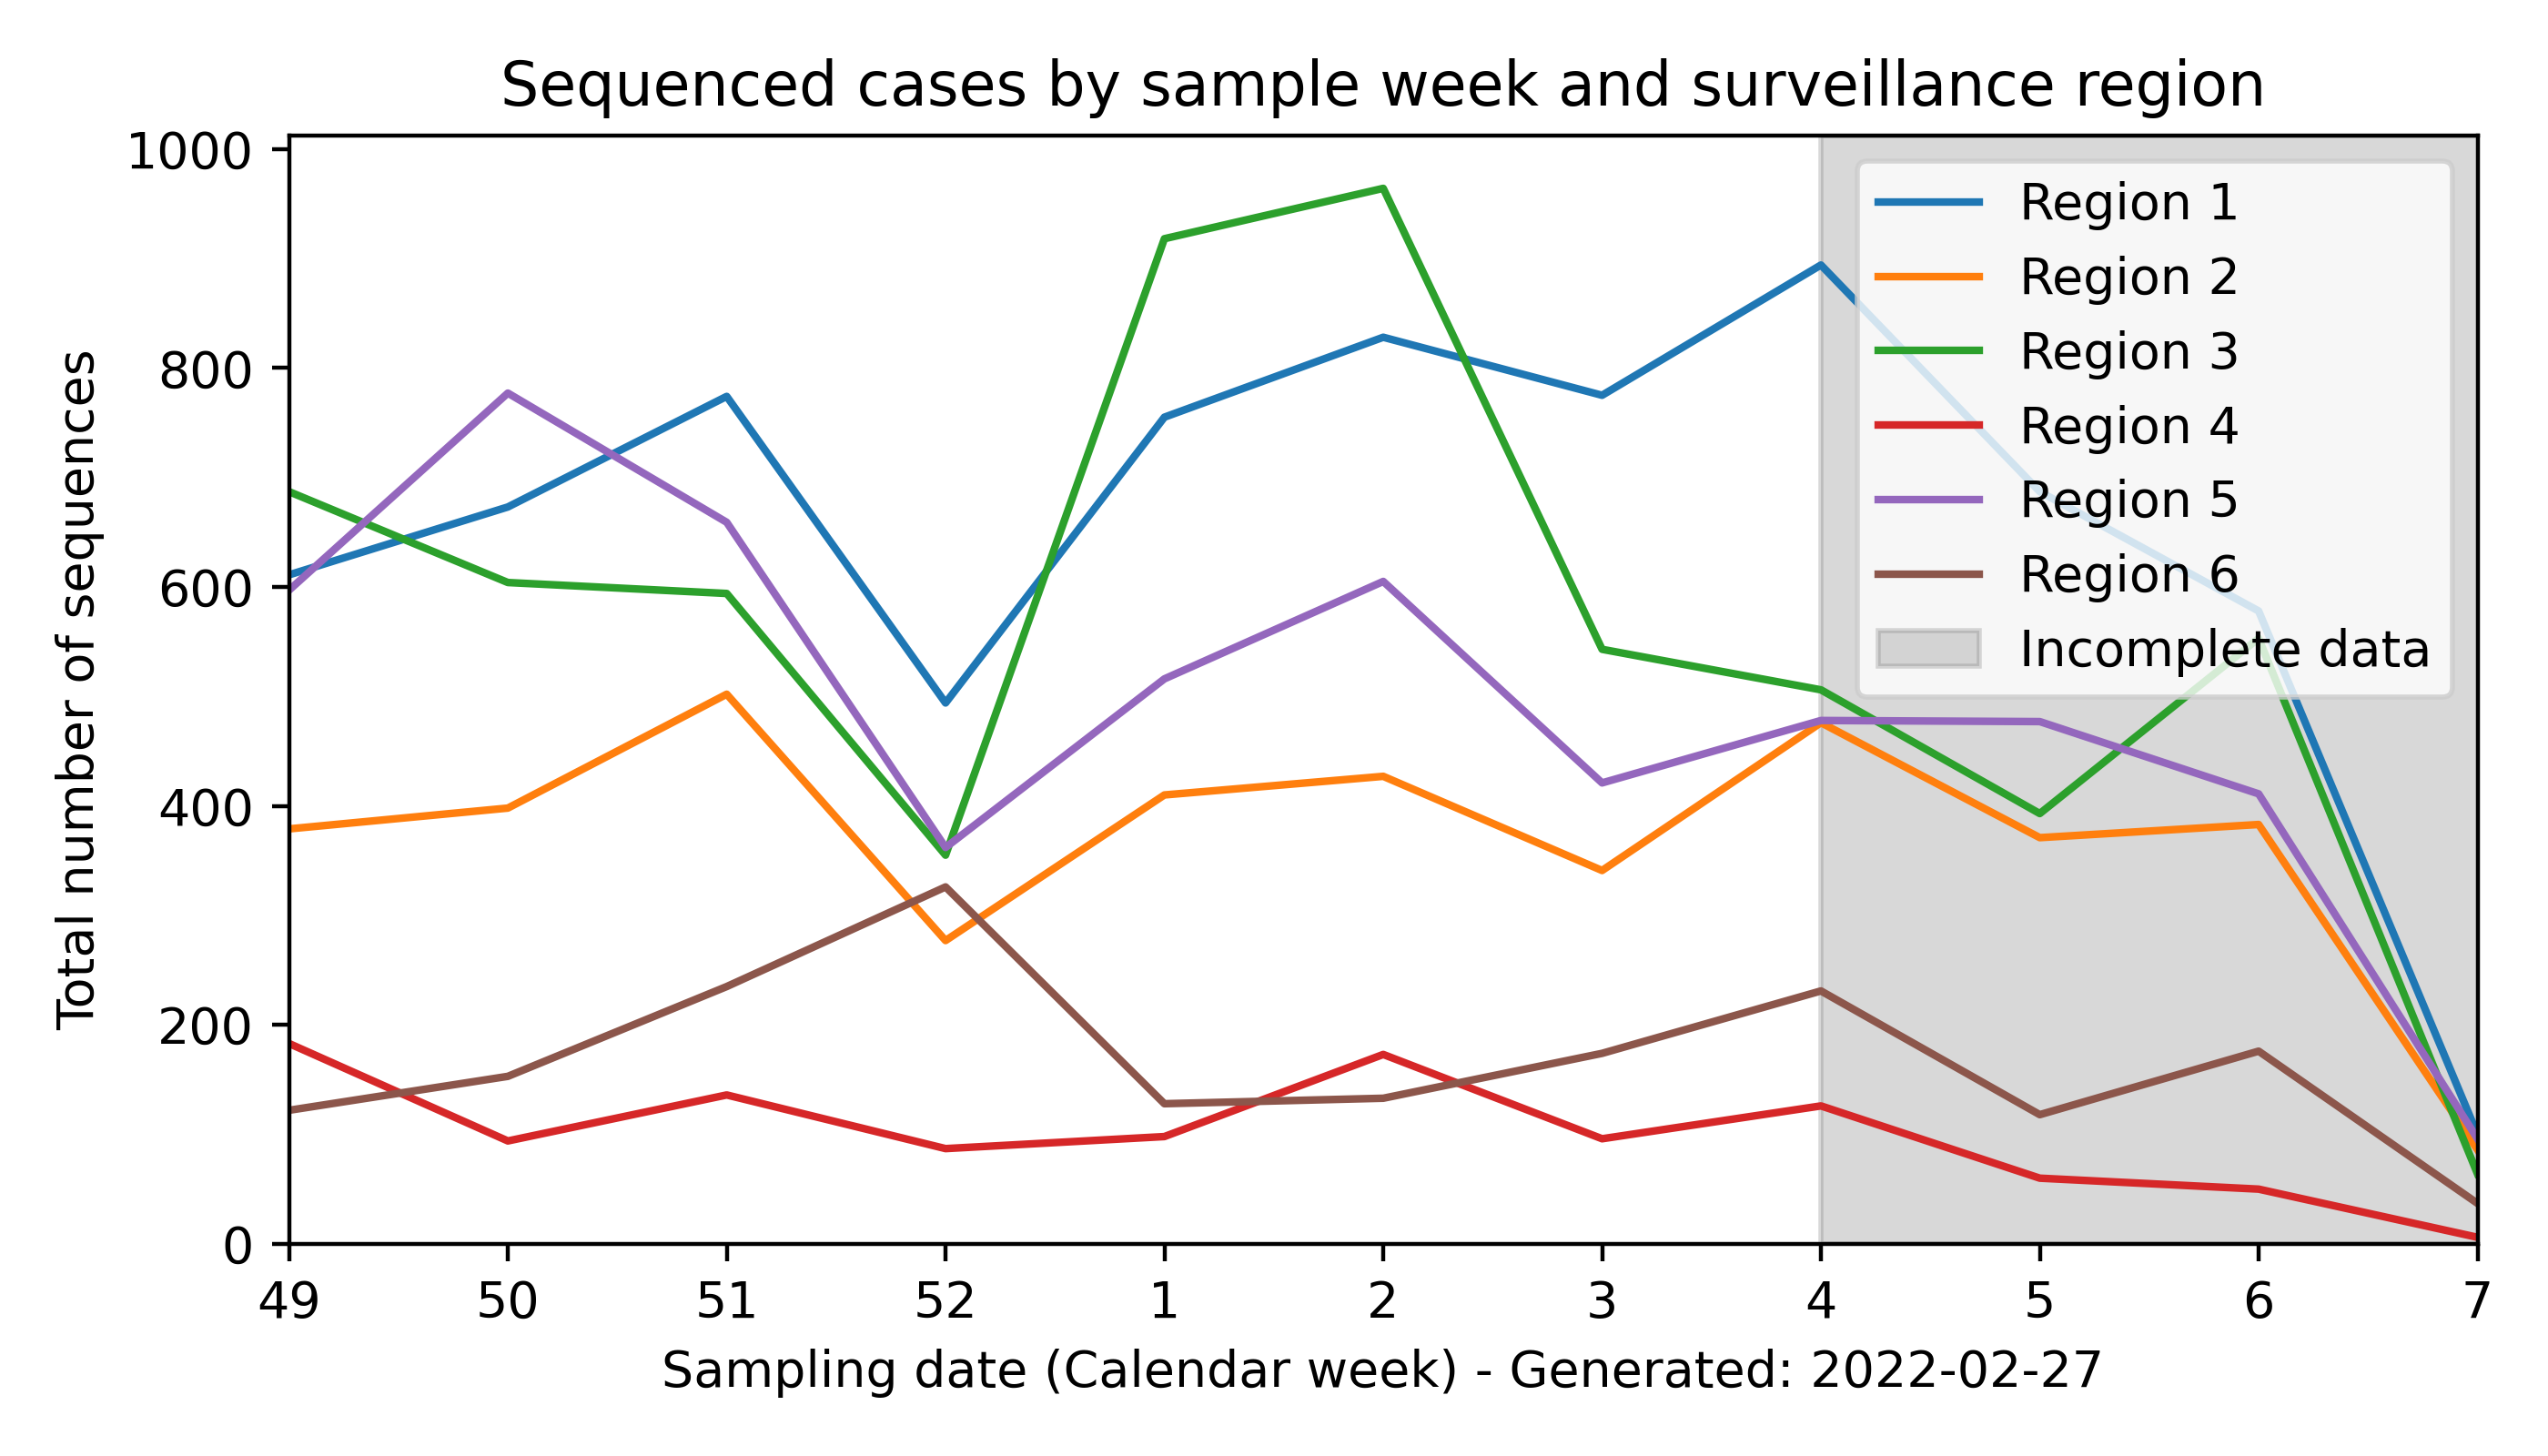 Sequenced cases by sample week and surveillance region
Total number of sequences
1000
800
600
400
200
0
Region 1
Region 2
Region 3
Region 4
Region 5
Region 6
Incomplete data
49 50 51 52 1 2 3 4 5 6 7
Sampling date (Calendar week) - Generated: 2022-02-27